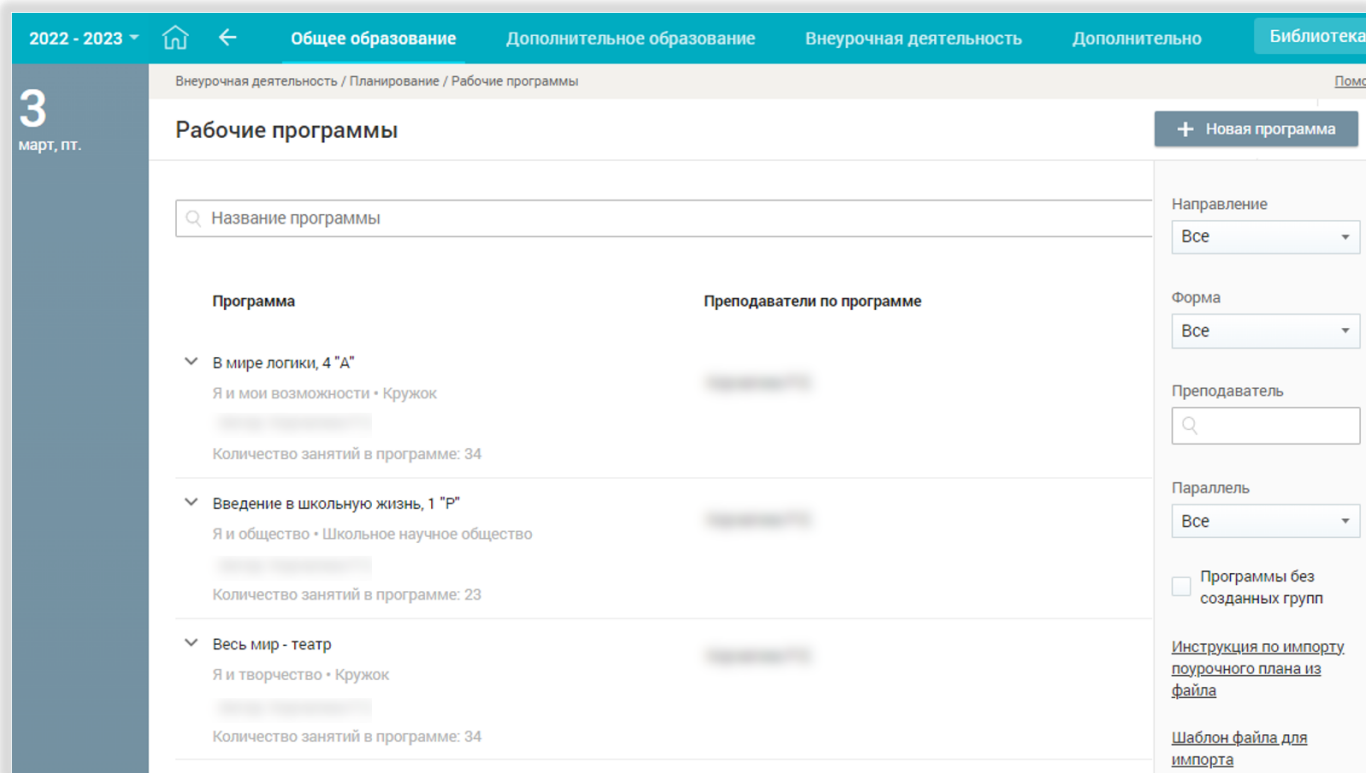 2022 - 2023
Общее образование
Дополнительное образование
Внеурочная деятельность
Дополнительно
Библиотека
3
март, пт.
Внеурочная деятельность / Планирование / Рабочие программы
Рабочие программы
+ Новая программа
Название программы
Программа
Преподаватели по программе
В мире логики, 4 "А"
Я и мои возможности • Кружок
Количество занятий в программе: 34
Введение в школьную жизнь, 1 "Р"
Я и общество • Школьное научное общество
Количество занятий в программе: 23
Весь мир - театр
Я и творчество • Кружок
Количество занятий в программе: 34
Направление
Все
Форма
Все
Преподаватель
Параллель
Все
Программы без
созданных групп
Инструкция по импорту
поурочного плана из
файла
Шаблон файла для
импорта